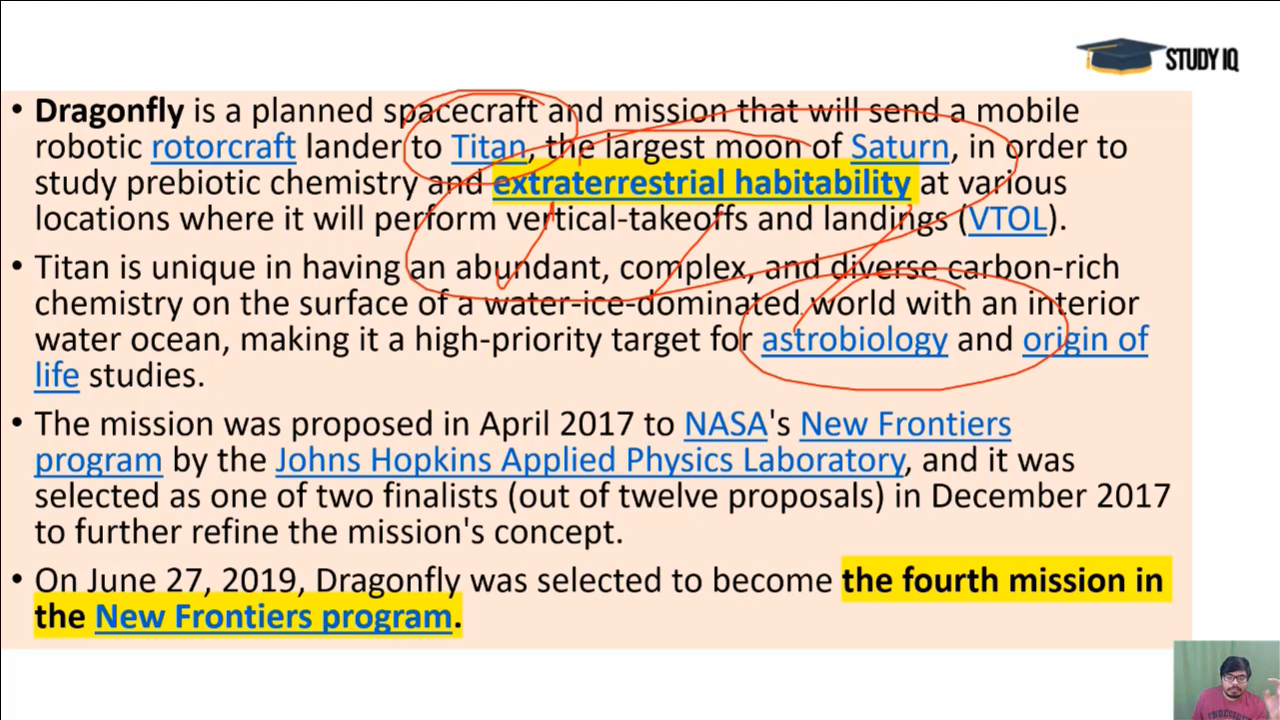 STUDY IQ
• Dragonfly is a planned spacecraft and mission that will send a mobile
robotic rotorcraft lander to Titan, the largest moon of Saturn, in order to
study prebiotic chemistry and extraterrestrial habitability at various
locations where it will perform vertical-takeoffs and landings (VTOL).
• Titan is unique in having an abundant, complex, and diverse carbon-rich
chemistry on the surface of a water-ice-dominated world with an interior
water ocean, making it a high-priority target for astrobiology and origin of
life studies.
• The mission was proposed in April 2017 to NASA's New Frontiers
program by the Johns Hopkins Applied Physics Laboratory, and it was
selected as one of two finalists (out of twelve proposals) in December 2017
to further refine the mission's concept.
• On June 27, 2019, Dragonfly was selected to become the fourth mission in
the New Frontiers program.